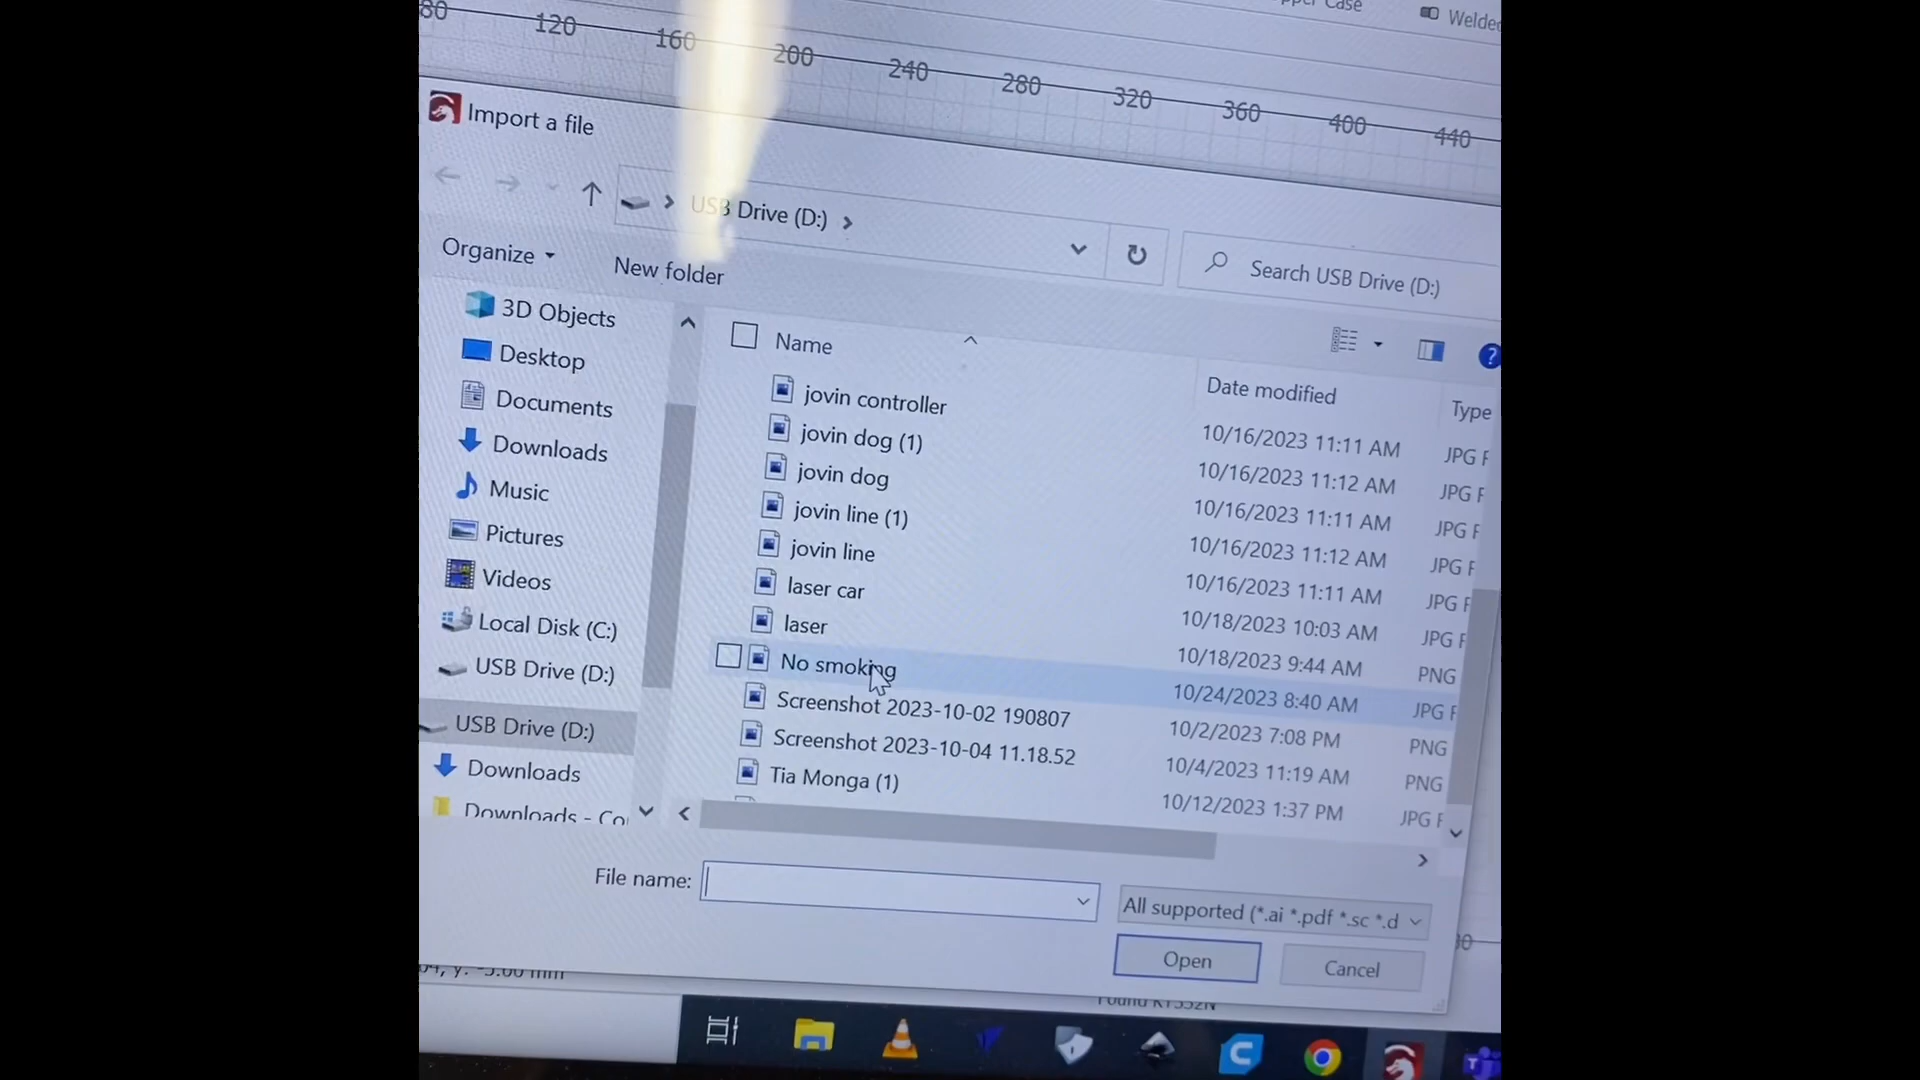 80 120 160 200 240 280 320 360 400 440
Welded
Import a file
USB Drive (D:)
Search USB Drive (D:)
Organize
New folder
3D Objects
Desktop
Documents
Downloads
Music
Pictures
Videos
Local Disk (C:)
USB Drive (D:)
USB Drive (D:)
Downloads
Downloads - Co
Name Date modified Type
jovin controller 10/16/2023 11:11 AM JPG F
jovin dog (1) 10/16/2023 11:12 AM JPG F
jovin dog 10/16/2023 11:11 AM JPG F
jovin line (1) 10/16/2023 11:12 AM JPG F
jovin line 10/16/2023 11:11 AM JPG F
laser car 10/18/2023 10:03 AM JPG F
laser 10/18/2023 9:44 AM PNG
No smoking 10/24/2023 8:40 AM JPG F
Screenshot 2023-10-02 190807 10/2/2023 7:08 PM PNG
Screenshot 2023-10-04 11.18.52 10/4/2023 11:19 AM PNG
Tia Monga (1) 10/12/2023 1:37 PM JPG F
File name:
All supported (*.ai *.pdf *.sc *.d
Open
Cancel